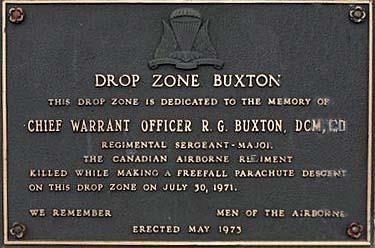 DROP ZONE BUXTON
THIS DROP ZONE IS DEDICATED TO THE MEMORY OF
CHIEF WARRANT OFFICER R. G. BUXTON, DCM, CD
REGIMENTAL SERGEANT-MAJOR
THE CANADIAN AIRBORNE REGIMENT
KILLED WHILE MAKING A FREEFALL PARACHUTE DESCENT
ON THIS DROP ZONE ON JULY 30, 1971.
WE REMEMBER MEN OF THE AIRBORNE
ERECTED MAY 1973